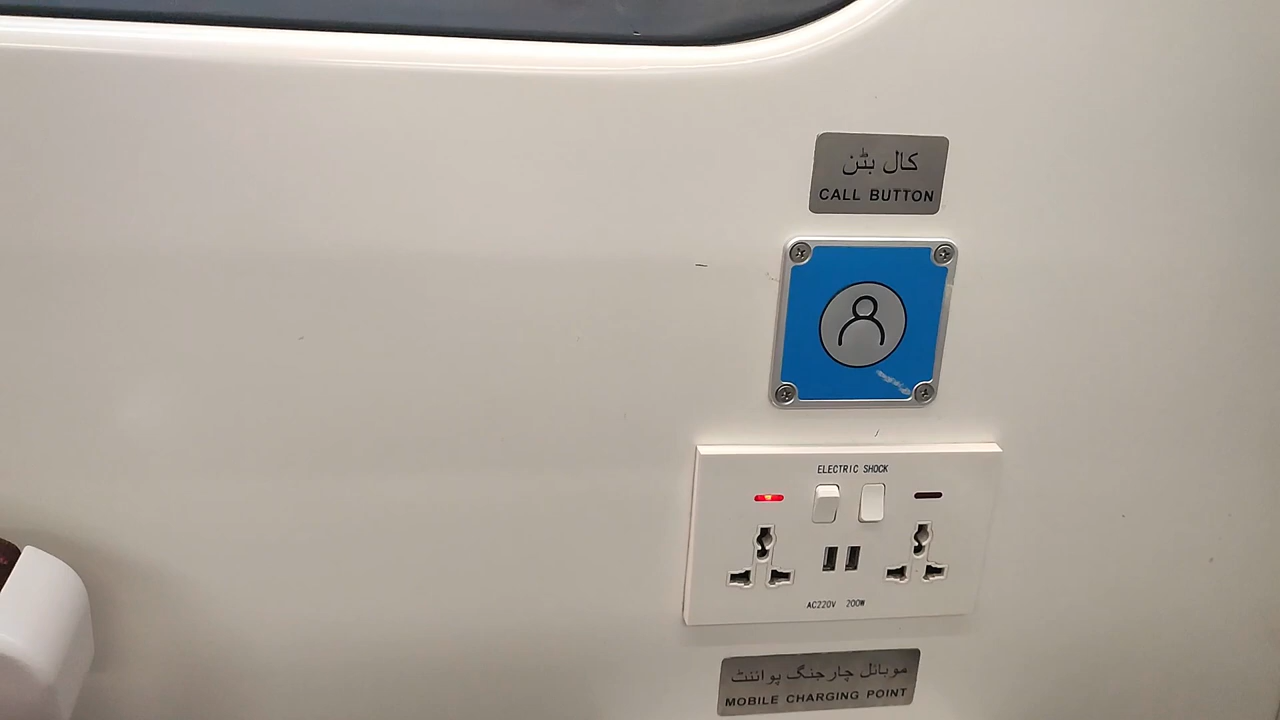 کال بٹن
CALL BUTTON
ELECTRIC SHOCK
AC220V 200W
موبائل چارجنگ پوائنٹ
MOBILE CHARGING POINT